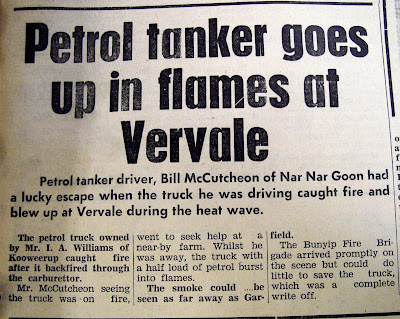 Petrol tanker goes
up in flames at
Vervale
Petrol tanker driver, Bill McCutcheon of Nar Nar Goon had
a lucky escape when the truck he was driving caught fire and
blew up at Vervale during the heat wave.
The petrol truck owned
by Mr. I. A. Williams of
Kooweerup caught fire
after it backfired through
the carburettor.
Mr. McCutcheon seeing
the truck was on fire,
went to seek help at a
near-by farm. Whilst he
was away, the truck with
a half load of petrol burst
into flames.
The smoke could be
seen as far away as Gar-
field.
The Bunyip Fire Bri-
gade arrived promptly on
the scene but could do
little to save the truck,
which was a complete
write off.